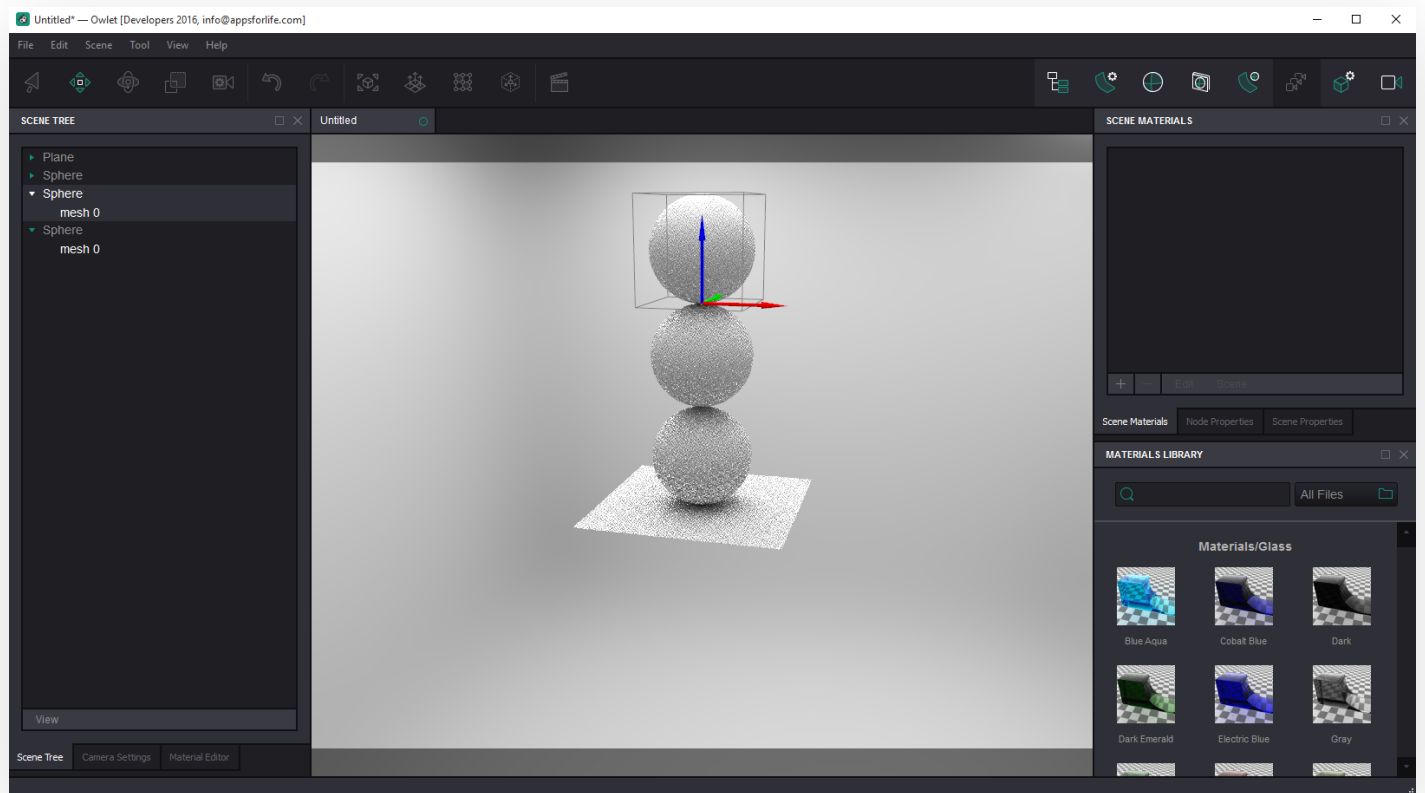 Untitled* — Owlet [Developers 2016, info@appsforlife.com]
File Edit Scene Tool View Help
SCENE TREE
Plane
Sphere
Sphere
mesh 0
Sphere
mesh 0
View
Scene Tree Camera Settings Material Editor
Untitled
SCENE MATERIALS
Edit Scene
Scene Materials Node Properties Scene Properties
MATERIALS LIBRARY
All Files
Materials/Glass
Blue Aqua Cobalt Blue Dark
Dark Emerald Electric Blue Gray